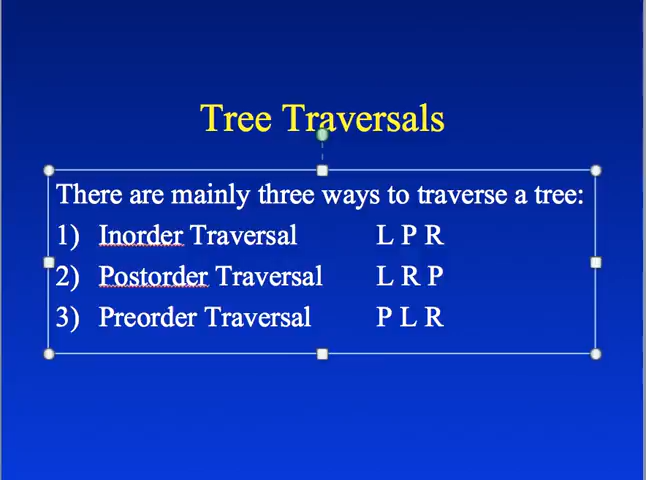 Tree Traversals
There are mainly three ways to traverse a tree:
1) Inorder Traversal L P R
2) Postorder Traversal L R P
3) Preorder Traversal P L R